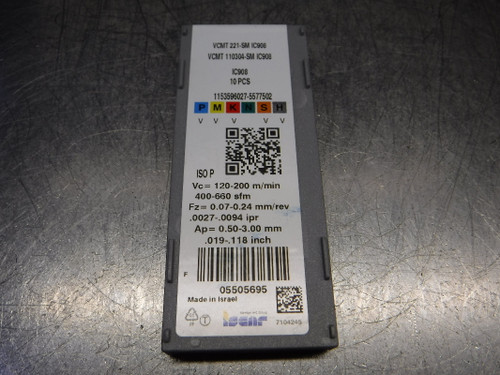 VCMT 221-SM IC908
VCMT 110304-SM IC908
IC908
10 PCS
1153596027-5577502
P M K N S H
V V V V V
ISO P
Vc= 120-200 m/min
400-660 sfm
Fz= 0.07-0.24 mm/rev
.0027-.0094 ipr
Ap= 0.50-3.00 mm
.019-.118 inch
F
05505695
Made in Israel
iscar
7104245